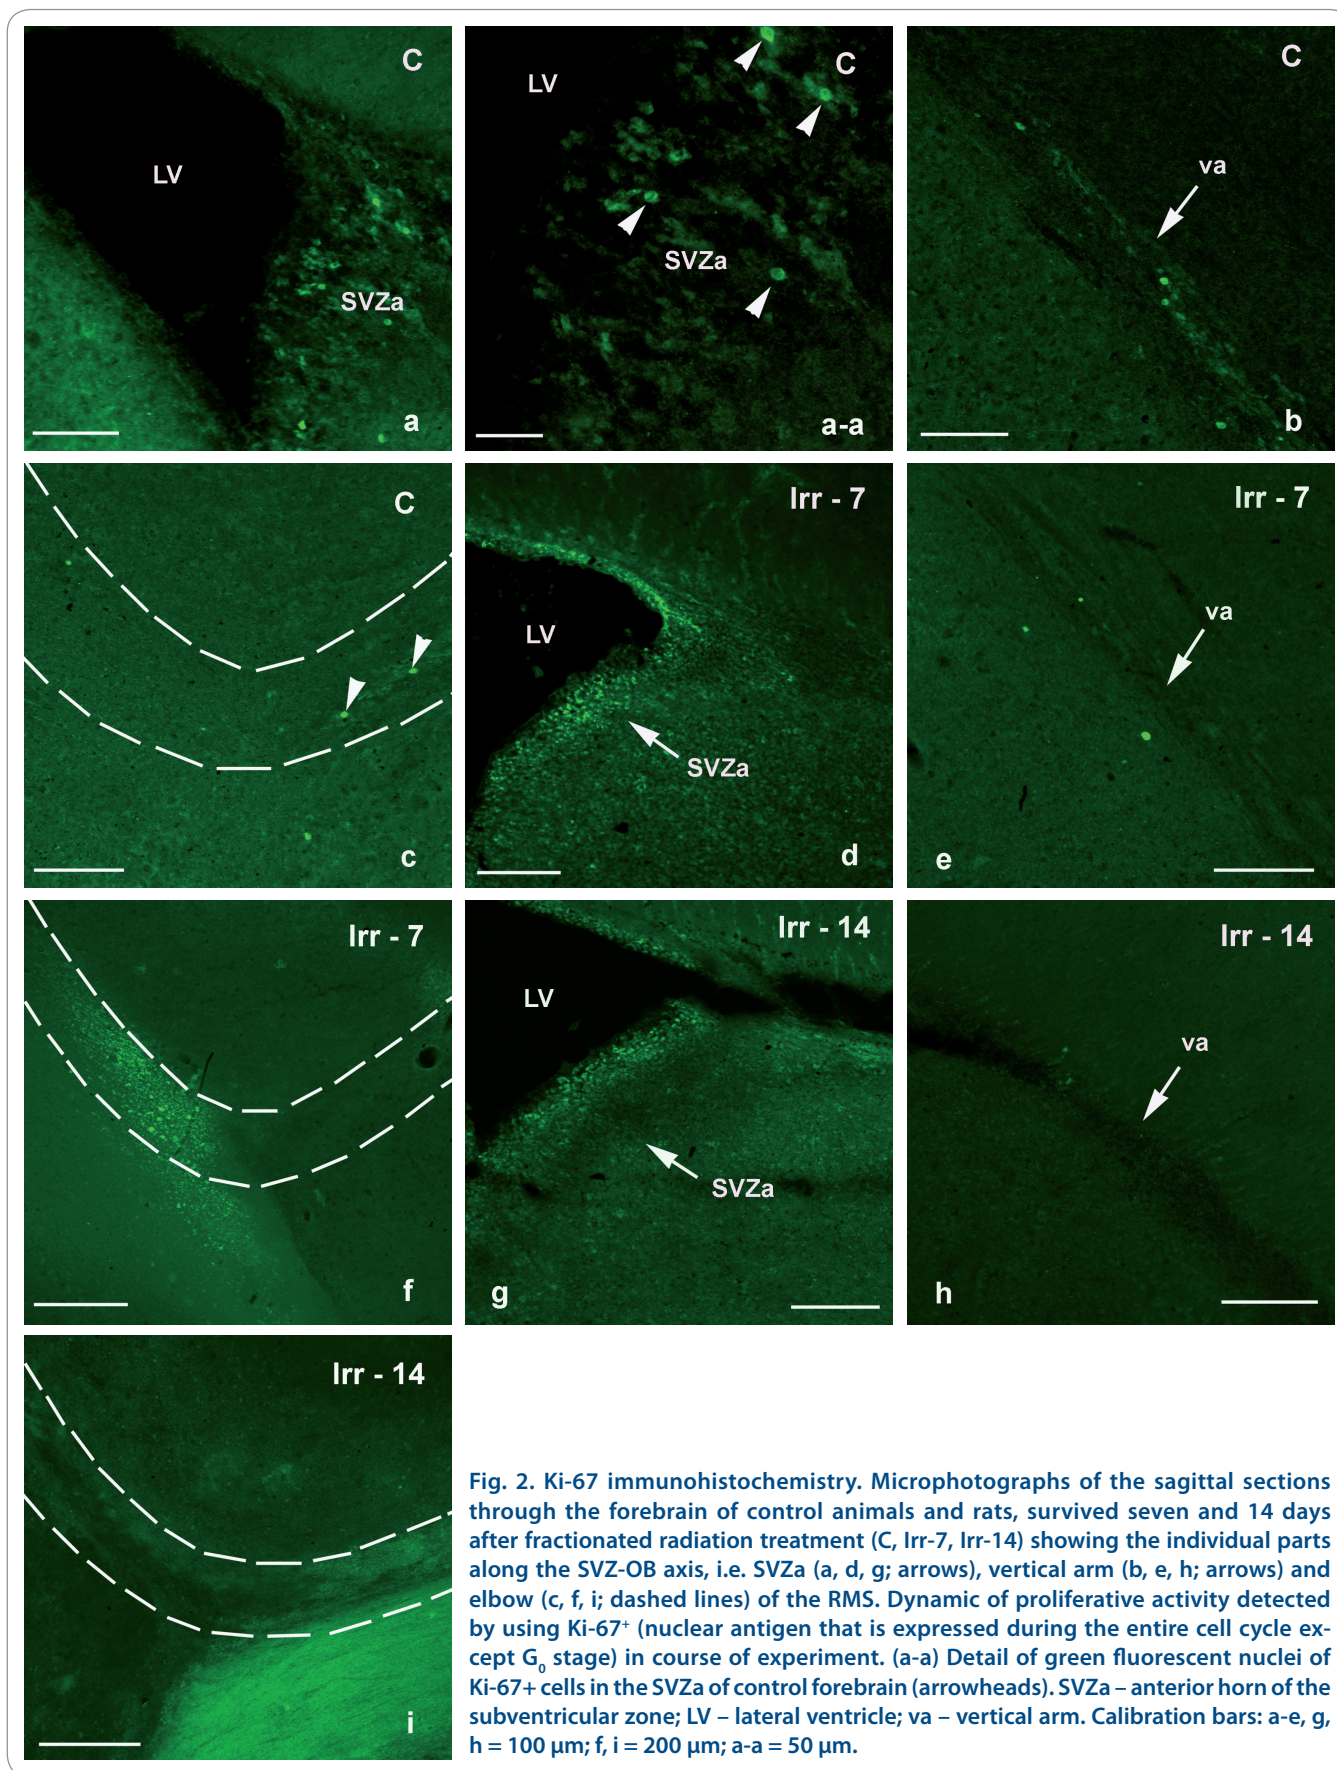 C
LV
SVZa
a
C
LV
SVZa
a-a
C
va
b
C
c
Irr - 7
LV
SVZa
d
Irr - 7
va
e
Irr - 7
f
Irr - 14
LV
SVZa
g
Irr - 14
va
h
Irr - 14
i
Fig. 2. Ki-67 immunohistochemistry. Microphotographs of the sagittal sections
through the forebrain of control animals and rats, survived seven and 14 days
after fractionated radiation treatment (C, Irr-7, Irr-14) showing the individual parts
along the SVZ-OB axis, i.e. SVZa (a, d, g; arrows), vertical arm (b, e, h; arrows) and
elbow (c, f, i; dashed lines) of the RMS. Dynamic of proliferative activity detected
by using Ki-67⁺ (nuclear antigen that is expressed during the entire cell cycle ex-
cept G₀ stage) in course of experiment. (a-a) Detail of green fluorescent nuclei of
Ki-67+ cells in the SVZa of control forebrain (arrowheads). SVZa – anterior horn of the
subventricular zone; LV – lateral ventricle; va – vertical arm. Calibration bars: a-e, g,
h = 100 µm; f, i = 200 µm; a-a = 50 µm.